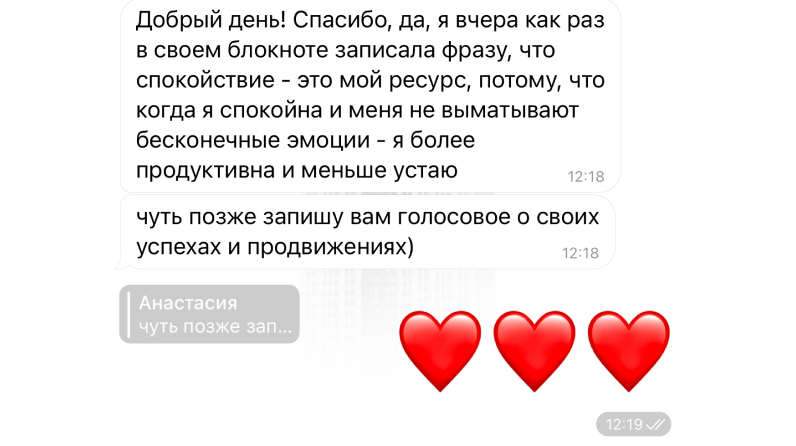 Добрый день! Спасибо, да, я вчера как раз
в своем блокноте записала фразу, что
спокойствие - это мой ресурс, потому, что
когда я спокойна и меня не выматывают
бесконечные эмоции - я более
продуктивна и меньше устаю
12:18
чуть позже запишу вам голосовое о своих
успехах и продвижениях)
12:18
Анастасия
чуть позже зап...
12:19